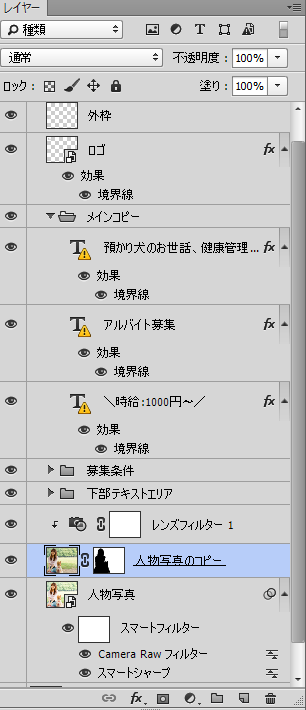 レイヤー
種類
通常 不透明度: 100%
ロック: 塗り: 100%
外枠
ロゴ fx
効果
境界線
メインコピー
預かり犬のお世話、健康管理... fx
効果
境界線
アルバイト募集 fx
効果
境界線
＼時給:1000円～／ fx
効果
境界線
募集条件
下部テキストエリア
レンズフィルター 1
人物写真のコピー
人物写真
スマートフィルター
Camera Raw フィルター
スマートシャープ
fx